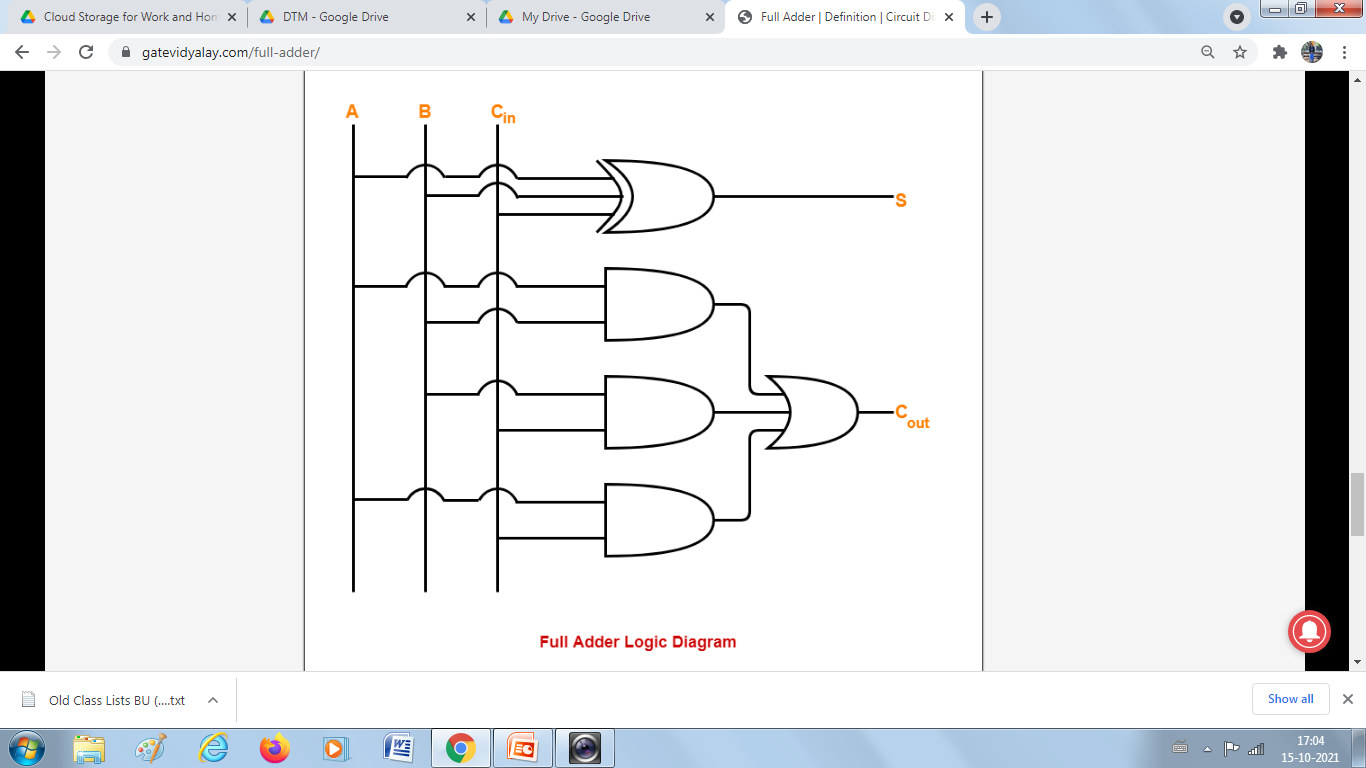 Cloud Storage for Work and Hon
DTM - Google Drive
My Drive - Google Drive
Full Adder | Definition | Circuit Di
gatevidyalay.com/full-adder/
A B Cin
S
Cout
Full Adder Logic Diagram
Old Class Lists BU (....txt
Show all
17:04
15-10-2021